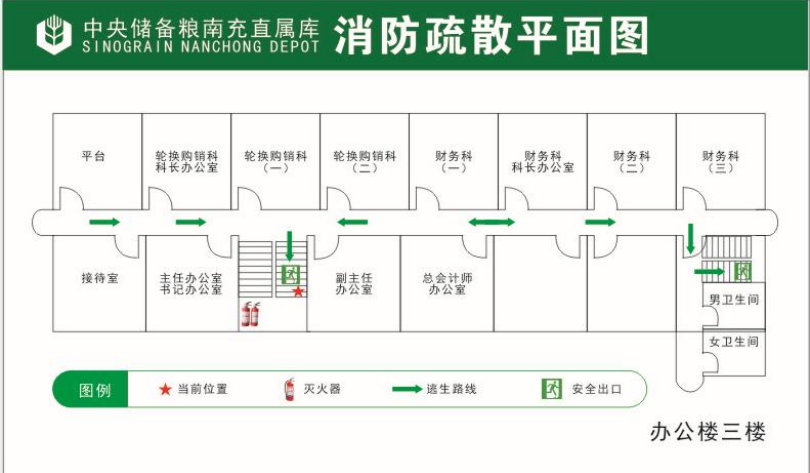 中央储备粮南充直属库
SINOGRAIN NANCHONG DEPOT
消防疏散平面图
平台
轮换购销科
科长办公室
轮换购销科
(一)
轮换购销科
(二)
财务科
(一)
财务科
科长办公室
财务科
(二)
财务科
(三)
接待室
主任办公室
书记办公室
副主任
办公室
总会计师
办公室
男卫生间
女卫生间
图例
当前位置
灭火器
逃生路线
安全出口
办公楼三楼